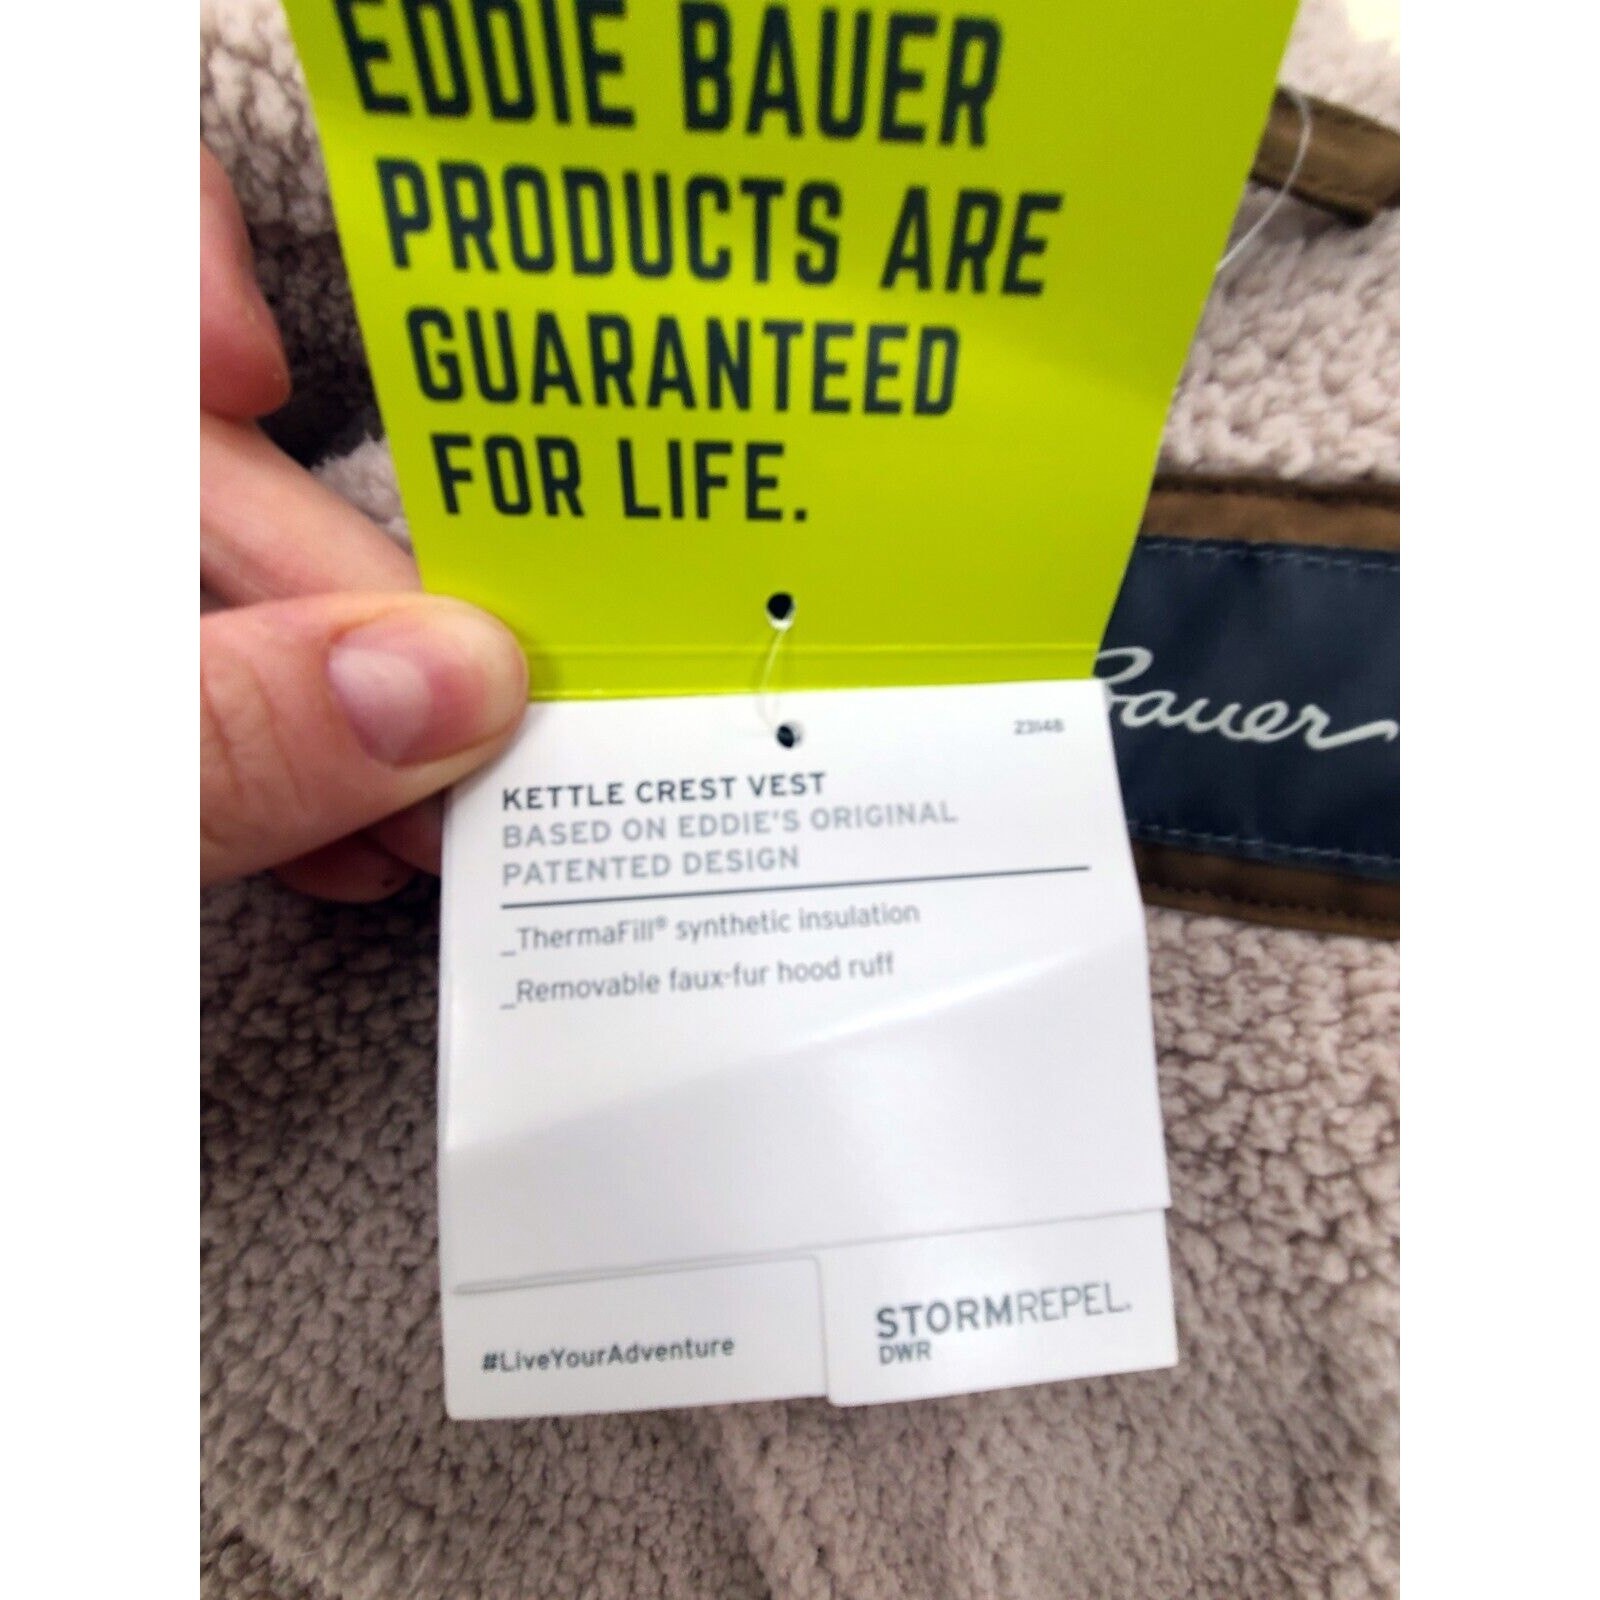 EDDIE BAUER
PRODUCTS ARE
GUARANTEED
FOR LIFE.
23148
KETTLE CREST VEST
BASED ON EDDIE'S ORIGINAL
PATENTED DESIGN
_ThermaFill® synthetic insulation
_Removable faux-fur hood ruff
#LiveYourAdventure
STORMREPEL.
DWR
Bauer